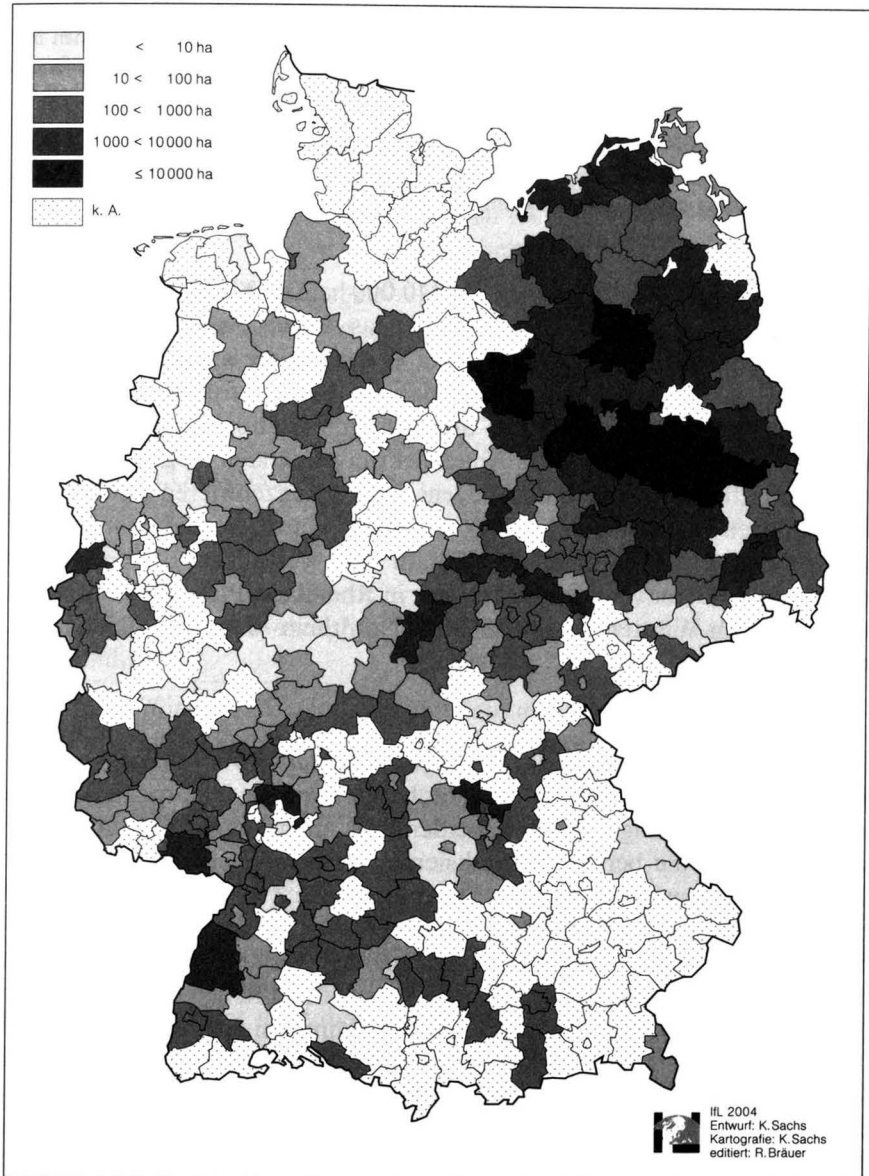 < 10 ha
10 < 100 ha
100 < 1000 ha
1000 < 10000 ha
≤ 10000 ha
k. A.
IfL 2004
Entwurf: K. Sachs
Kartografie: K. Sachs
editiert: R. Bräuer